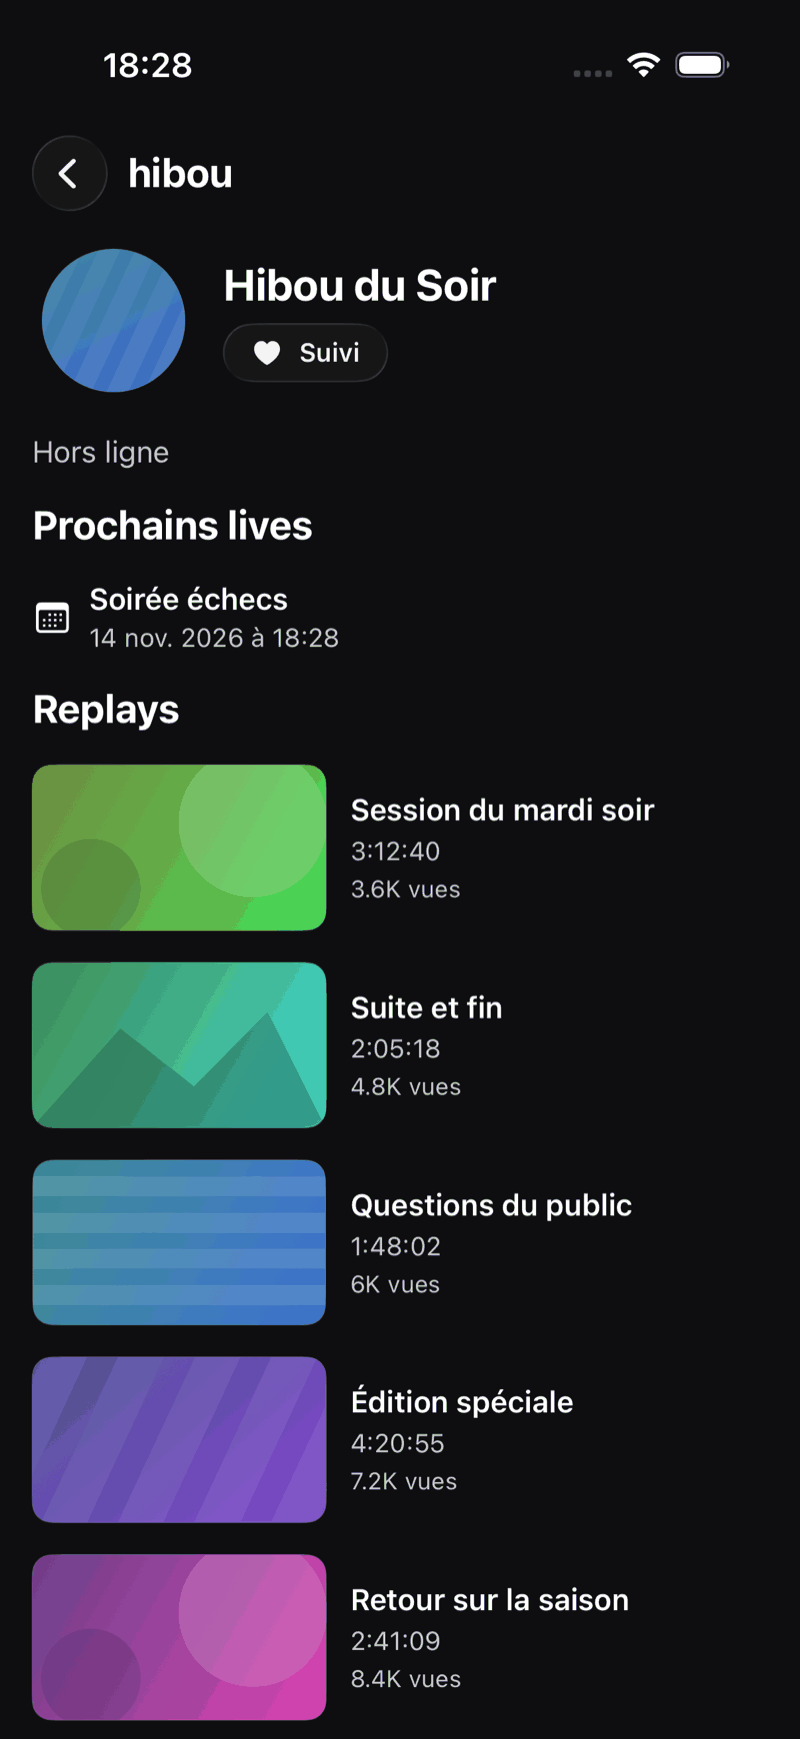 18:28
hibou
Hibou du Soir
Suivi
Hors ligne
Prochains lives
Soirée échecs
14 nov. 2026 à 18:28
Replays
Session du mardi soir
3:12:40
3.6K vues
Suite et fin
2:05:18
4.8K vues
Questions du public
1:48:02
6K vues
Édition spéciale
4:20:55
7.2K vues
Retour sur la saison
2:41:09
8.4K vues